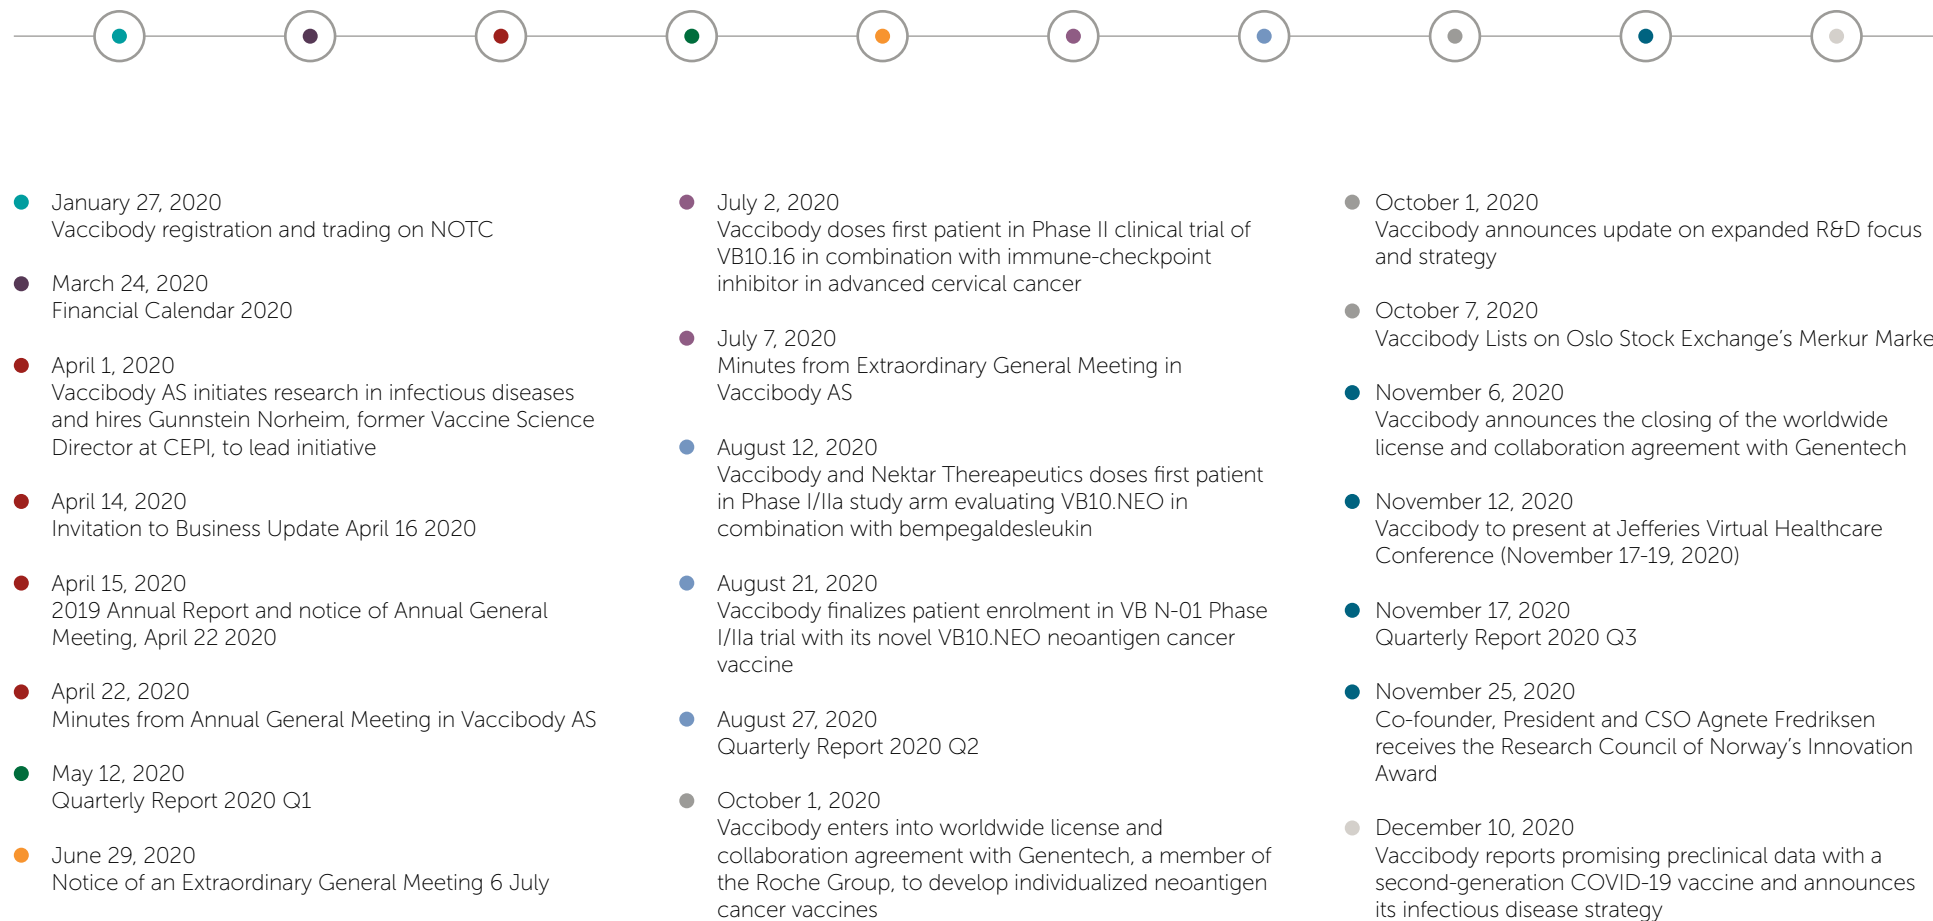 January 27, 2020
Vaccibody registration and trading on NOTC
March 24, 2020
Financial Calendar 2020
April 1, 2020
Vaccibody AS initiates research in infectious diseases
and hires Gunnstein Norheim, former Vaccine Science
Director at CEPI, to lead initiative
April 14, 2020
Invitation to Business Update April 16 2020
April 15, 2020
2019 Annual Report and notice of Annual General
Meeting, April 22 2020
April 22, 2020
Minutes from Annual General Meeting in Vaccibody AS
May 12, 2020
Quarterly Report 2020 Q1
June 29, 2020
Notice of an Extraordinary General Meeting 6 July
July 2, 2020
Vaccibody doses first patient in Phase II clinical trial of
VB10.16 in combination with immune-checkpoint
inhibitor in advanced cervical cancer
July 7, 2020
Minutes from Extraordinary General Meeting in
Vaccibody AS
August 12, 2020
Vaccibody and Nektar Thereapeutics doses first patient
in Phase I/IIa study arm evaluating VB10.NEO in
combination with bempegaldesleukin
August 21, 2020
Vaccibody finalizes patient enrolment in VB N-01 Phase
I/IIa trial with its novel VB10.NEO neoantigen cancer
vaccine
August 27, 2020
Quarterly Report 2020 Q2
October 1, 2020
Vaccibody enters into worldwide license and
collaboration agreement with Genentech, a member of
the Roche Group, to develop individualized neoantigen
cancer vaccines
October 1, 2020
Vaccibody announces update on expanded R&D focus
and strategy
October 7, 2020
Vaccibody Lists on Oslo Stock Exchange's Merkur Marke
November 6, 2020
Vaccibody announces the closing of the worldwide
license and collaboration agreement with Genentech
November 12, 2020
Vaccibody to present at Jefferies Virtual Healthcare
Conference (November 17-19, 2020)
November 17, 2020
Quarterly Report 2020 Q3
November 25, 2020
Co-founder, President and CSO Agnete Fredriksen
receives the Research Council of Norway's Innovation
Award
December 10, 2020
Vaccibody reports promising preclinical data with a
second-generation COVID-19 vaccine and announces
its infectious disease strategy